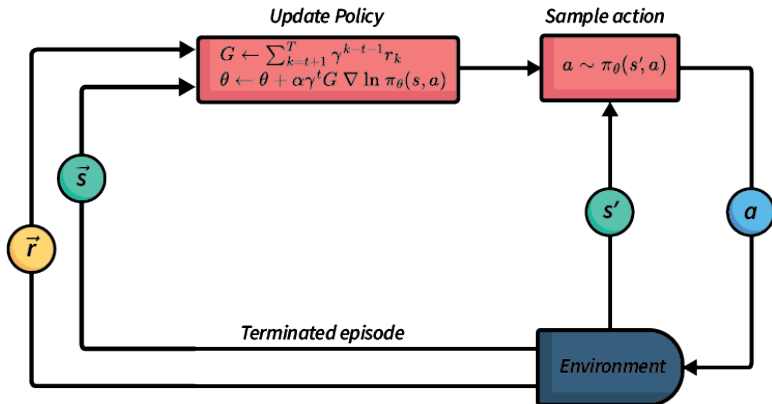 Update Policy
Sample action
G ← ∑_{k=t+1}^{T} γ^{k−t−1} r_k
θ ← θ + αγ^t G ∇ ln π_θ(s, a)
a ∼ π_θ(s′, a)
s⃗
s′
a
r⃗
Terminated episode
Environment